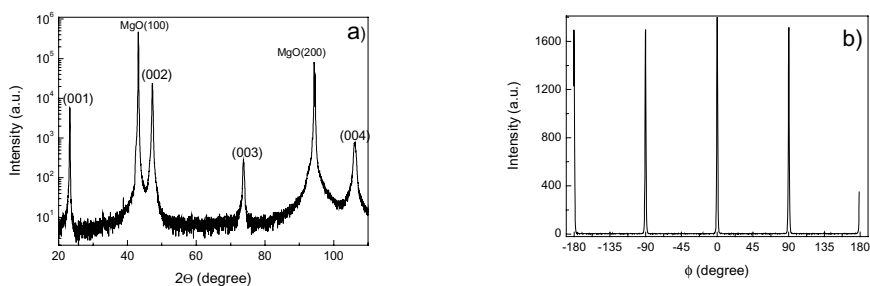 a)
MgO(100)
MgO(200)
(001)
(002)
(003)
(004)
Intensity (a.u.)
10^6
10^5
10^4
10^3
10^2
10^1
20 40 60 80 100
2Θ (degree)
b)
Intensity (a.u.)
1600
1200
800
400
0
-180 -135 -90 -45 0 45 90 135 180
ϕ (degree)